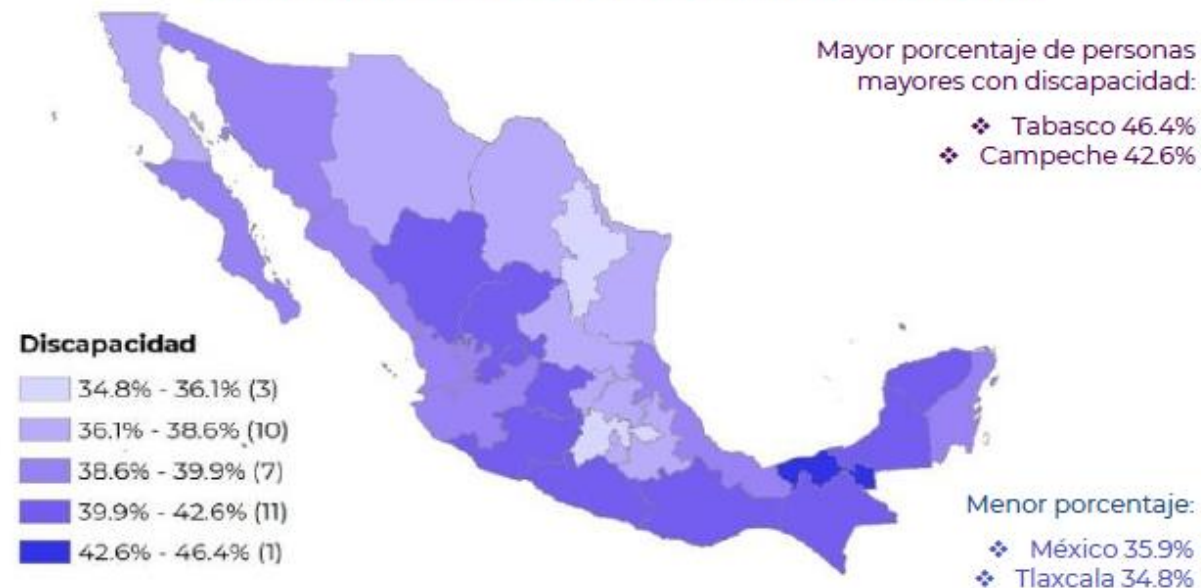 Mayor porcentaje de personas
mayores con discapacidad:
❖ Tabasco 46.4%
❖ Campeche 42.6%
Discapacidad
34.8% - 36.1% (3)
36.1% - 38.6% (10)
38.6% - 39.9% (7)
39.9% - 42.6% (11)
42.6% - 46.4% (1)
Menor porcentaje:
❖ México 35.9%
❖ Tlaxcala 34.8%